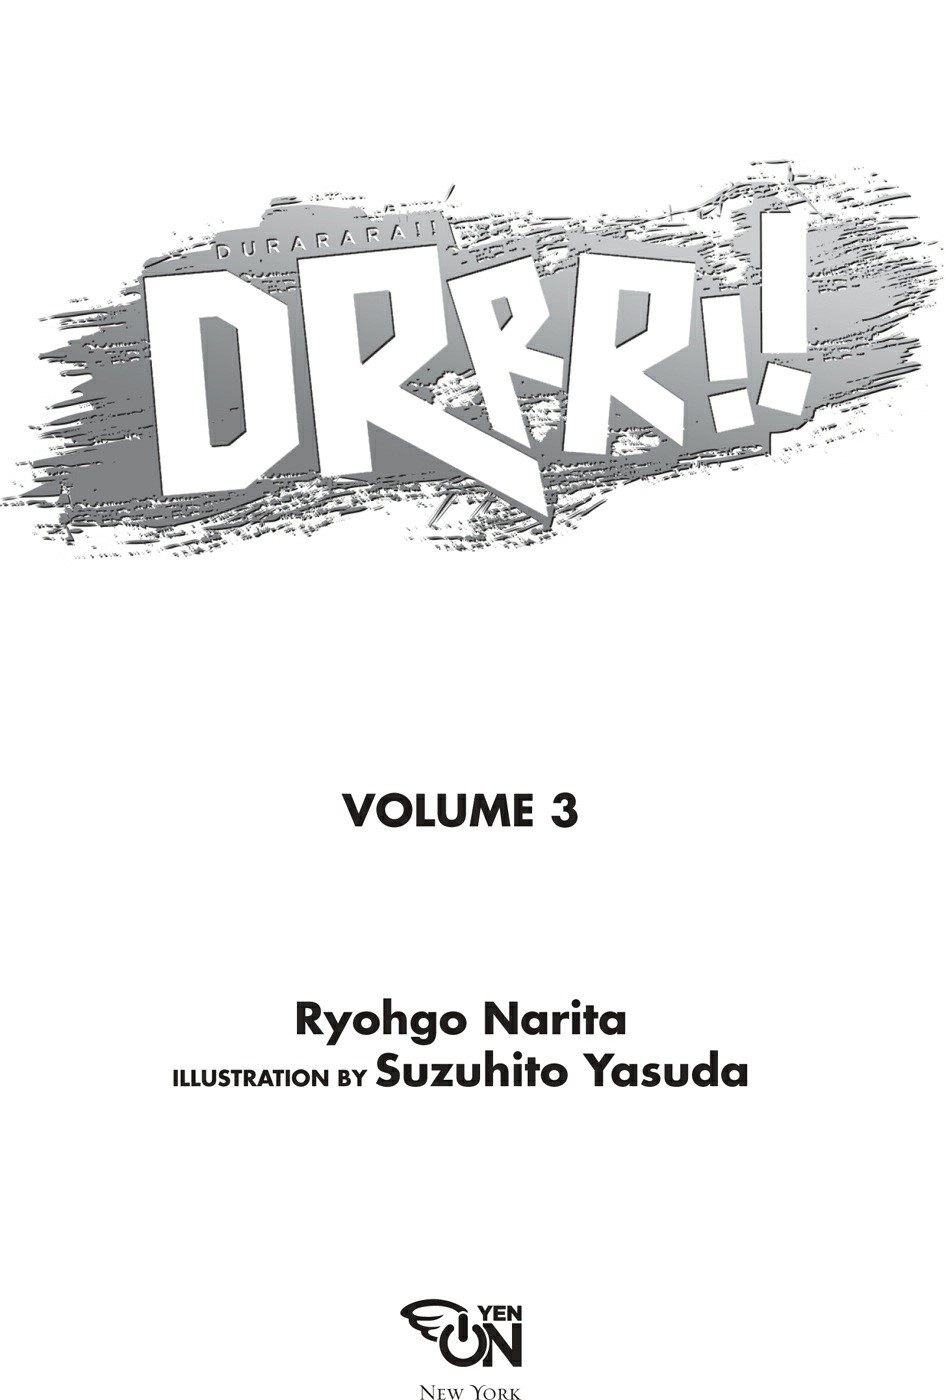 DURARARA!!
DRRR!!
VOLUME 3
Ryohgo Narita
ILLUSTRATION BY Suzuhito Yasuda
YEN
ON
NEW YORK